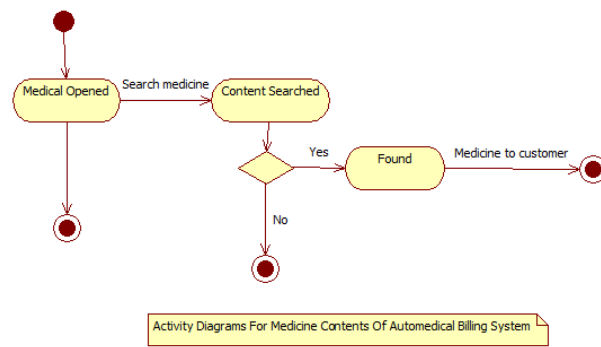 Medical Opened
Search medicine
Content Searched
Yes
Found
Medicine to customer
No
Activity Diagrams For Medicine Contents Of Automedical Billing System